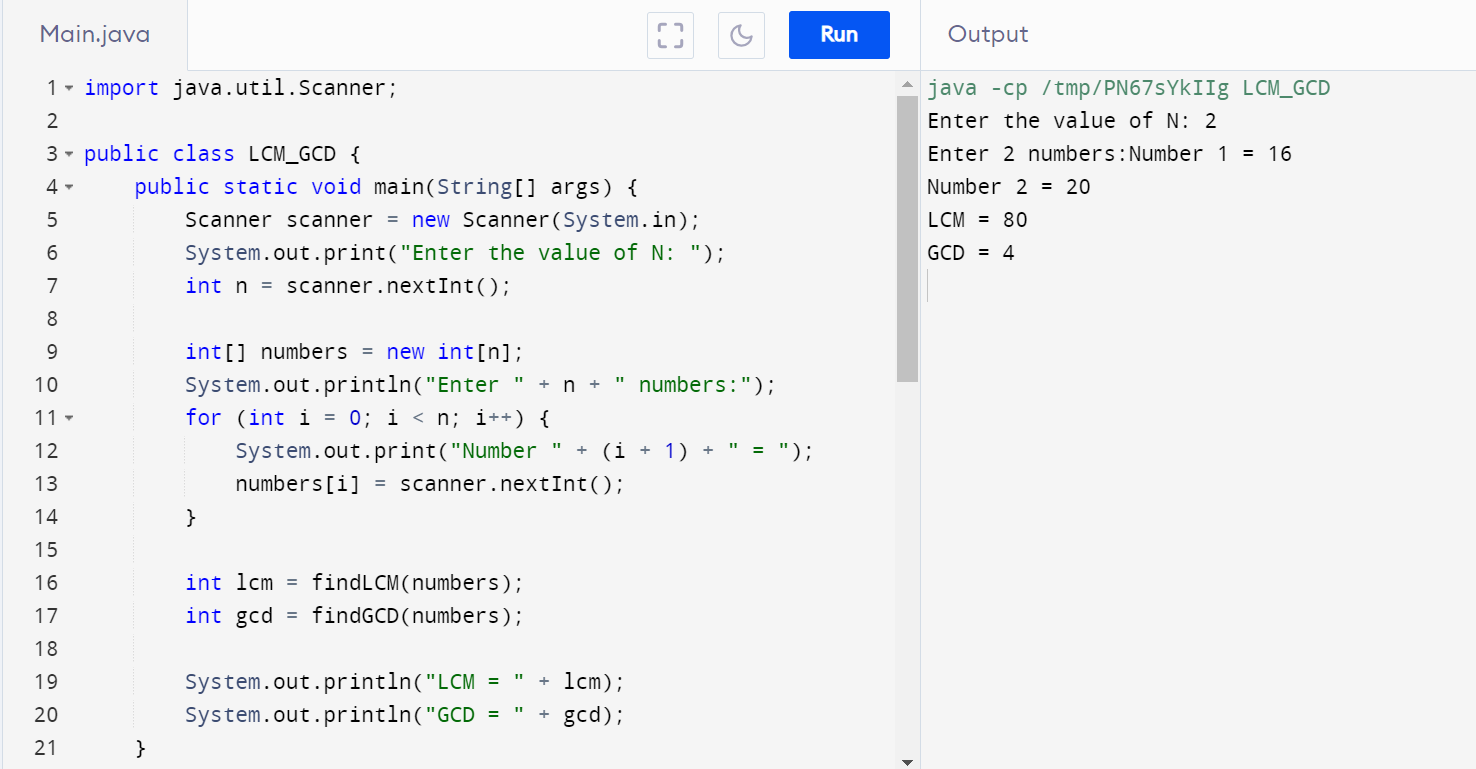 Main.java
Run
Output
1 import java.util.Scanner;
2
3 public class LCM_GCD {
4     public static void main(String[] args) {
5         Scanner scanner = new Scanner(System.in);
6         System.out.print("Enter the value of N: ");
7         int n = scanner.nextInt();
8
9         int[] numbers = new int[n];
10         System.out.println("Enter " + n + " numbers:");
11         for (int i = 0; i < n; i++) {
12             System.out.print("Number " + (i + 1) + " = ");
13             numbers[i] = scanner.nextInt();
14         }
15
16         int lcm = findLCM(numbers);
17         int gcd = findGCD(numbers);
18
19         System.out.println("LCM = " + lcm);
20         System.out.println("GCD = " + gcd);
21     }
java -cp /tmp/PN67sYkIIg LCM_GCD
Enter the value of N: 2
Enter 2 numbers:Number 1 = 16
Number 2 = 20
LCM = 80
GCD = 4